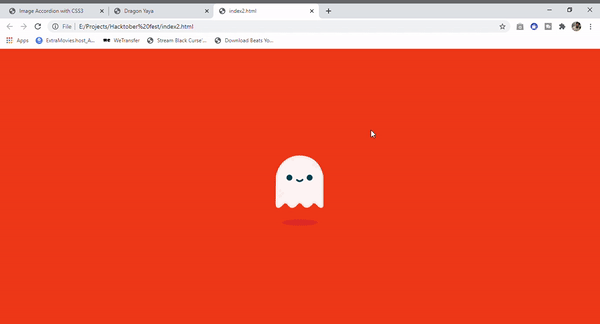 Image Accordion with CSS3 Dragon Yaya index2.html
File E:/Projects/Hacktober%20fest/index2.html
Apps ExtraMovies.host_A... WeTransfer Stream Black Curse'... Download Beats Yo...